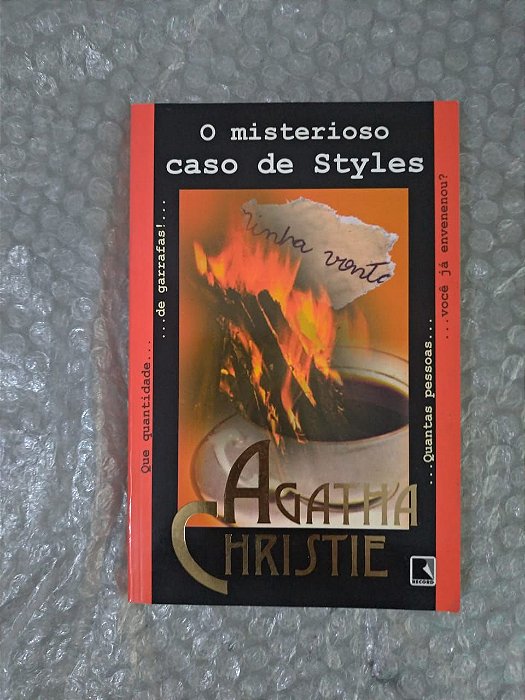 O misterioso
caso de Styles
Que quantidade...
...de garrafas!...
minha vonta
...Quantas pessoas...
...você já envenenou?
AGATHA
CHRISTIE
RECORD